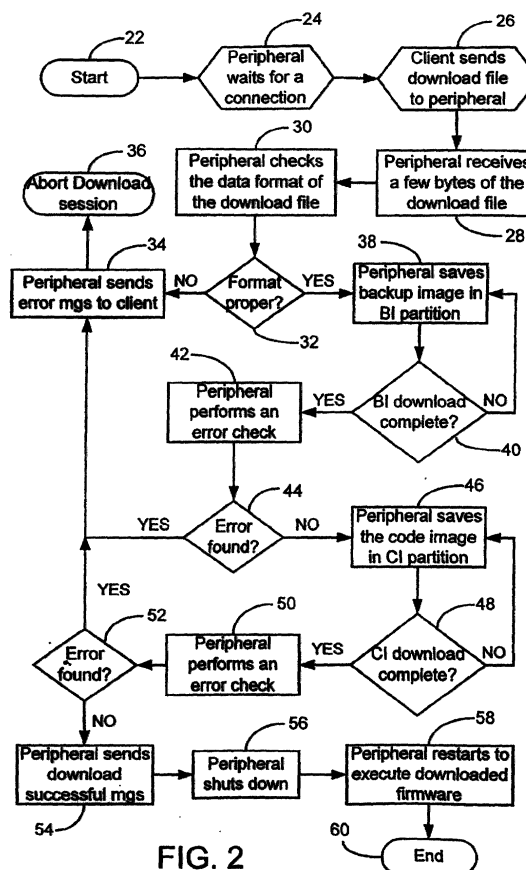 22
Start
24
Peripheral
waits for a
connection
26
Client sends
download file
to peripheral
30
Peripheral checks
the data format of
the download file
Peripheral receives
a few bytes of the
download file
28
36
Abort Download
session
34
Peripheral sends
error mgs to client
NO
Format
proper?
YES
32
38
Peripheral saves
backup image in
BI partition
42
Peripheral
performs an
error check
YES
BI download
complete?
NO
40
44
YES
Error
found?
NO
46
Peripheral saves
the code image
in CI partition
YES
52
Error
found?
50
Peripheral
performs an
error check
YES
48
CI download
complete?
NO
NO
Peripheral sends
download
successful mgs
54
56
Peripheral
shuts down
58
Peripheral restarts to
execute downloaded
firmware
60
End
FIG. 2